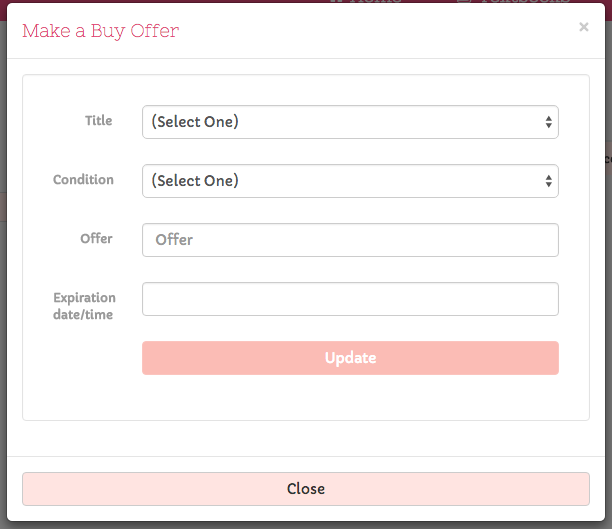 Make a Buy Offer
×
Title
(Select One)
Condition
(Select One)
Offer
Offer
Expiration
date/time
Update
Close